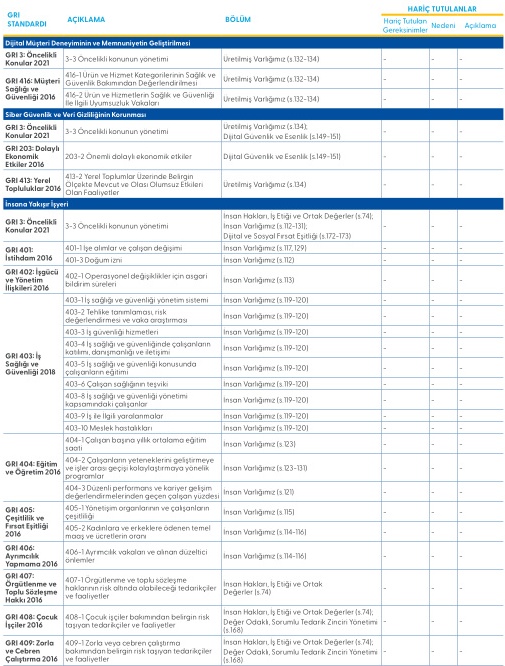 HARİÇ TUTULANLAR
GRI STANDARDI AÇIKLAMA BÖLÜM Hariç Tutulan Gereksinimler Nedeni Açıklama
Dijital Müşteri Deneyiminin ve Memnuniyetin Geliştirilmesi
GRI 3: Öncelikli Konular 2021 3-3 Öncelikli konunun yönetimi Üretilmiş Varlığımız (s.132-134) - - -
GRI 416: Müşteri Sağlığı ve Güvenliği 2016
416-1 Ürün ve Hizmet Kategorilerinin Sağlık ve Güvenlik Bakımından Değerlendirilmesi Üretilmiş Varlığımız (s.132-134) - - -
416-2 Ürün ve Hizmetlerin Sağlık ve Güvenliği İle İlgili Uyumsuzluk Vakaları Üretilmiş Varlığımız (s.132-134) - - -
Siber Güvenlik ve Veri Gizliliğinin Korunması
GRI 3: Öncelikli Konular 2021 3-3 Öncelikli konunun yönetimi Üretilmiş Varlığımız (s.134); Dijital Güvenlik ve Esenlik (s.149-151) - - -
GRI 203: Dolaylı Ekonomik Etkiler 2016 203-2 Önemli dolaylı ekonomik etkiler Dijital Güvenlik ve Esenlik (s.149-151) - - -
GRI 413: Yerel Topluluklar 2016 413-2 Yerel Toplumlar Üzerinde Belirgin Ölçekte Mevcut ve Olası Olumsuz Etkileri Olan Faaliyetler Üretilmiş Varlığımız (s.134) - - -
İnsana Yakışır İşyeri
GRI 3: Öncelikli Konular 2021 3-3 Öncelikli konunun yönetimi İnsan Hakları, İş Etiği ve Ortak Değerler (s.74); İnsan Varlığımız (s.112-131); Dijital ve Sosyal Fırsat Eşitliği (s.172-173) - - -
GRI 401: İstihdam 2016
401-1 İşe alımlar ve çalışan değişimi İnsan Varlığımız (s.117, 129) - - -
401-3 Doğum izni İnsan Varlığımız (s.112) - - -
GRI 402: İşgücü ve Yönetim İlişkileri 2016 402-1 Operasyonel değişiklikler için asgari bildirim süreleri İnsan Varlığımız (s.113) - - -
GRI 403: İş Sağlığı ve Güvenliği 2018
403-1 İş sağlığı ve güvenliği yönetim sistemi İnsan Varlığımız (s.119-120) - - -
403-2 Tehlike tanımlaması, risk değerlendirmesi ve vaka araştırması İnsan Varlığımız (s.119-120) - - -
403-3 İş güvenliği hizmetleri İnsan Varlığımız (s.119-120) - - -
403-4 İş sağlığı ve güvenliğinde çalışanların katılımı, danışmanlığı ve iletişimi İnsan Varlığımız (s.119-120) - - -
403-5 İş sağlığı ve güvenliği konusunda çalışanların eğitimi İnsan Varlığımız (s.119-120) - - -
403-6 Çalışan sağlığının teşviki İnsan Varlığımız (s.119-120) - - -
403-8 İş sağlığı ve güvenliği yönetimi kapsamındaki çalışanlar İnsan Varlığımız (s.119-120) - - -
403-9 İş ile İlgili yaralanmalar İnsan Varlığımız (s.119-120) - - -
403-10 Meslek hastalıkları İnsan Varlığımız (s.119-120) - - -
GRI 404: Eğitim ve Öğretim 2016
404-1 Çalışan başına yıllık ortalama eğitim saati İnsan Varlığımız (s.123) - - -
404-2 Çalışanların yeteneklerini geliştirmeye ve işler arası geçişi kolaylaştırmaya yönelik programlar İnsan Varlığımız (s.123-131) - - -
404-3 Düzenli performans ve kariyer gelişim değerlendirmelerinden geçen çalışan yüzdesi İnsan Varlığımız (s.121) - - -
GRI 405: Çeşitlilik ve Fırsat Eşitliği 2016
405-1 Yönetişim organlarının ve çalışanların çeşitliliği İnsan Varlığımız (s.115) - - -
405-2 Kadınlara ve erkeklere ödenen temel maaş ve ücretlerin oranı İnsan Varlığımız (s 114-116) - - -
GRI 406: Ayrımcılık Yapmama 2016 406-1 Ayrımcılık vakaları ve alınan düzeltici önlemler İnsan Varlığımız (s 114-116) - - -
GRI 407: Örgütlenme ve Toplu Sözleşme Hakkı 2016 407-1 Örgütlenme ve toplu sözleşme haklarının risk altında olabileceği tedarikçiler ve faaliyetler İnsan Hakları, İş Etiği ve Ortak Değerler (s.74) - - -
GRI 408: Çocuk İşçiler 2016 408-1 Çocuk işçiler bakımından belirgin risk taşıyan tedarikçiler ve faaliyetler İnsan Hakları, İş Etiği ve Ortak Değerler (s.74); Değer Odaklı, Sorumlu Tedarik Zinciri Yönetimi (s.168) - - -
GRI 409: Zorla ve Cebren Çalıştırma 2016 409-1 Zorla veya cebren çalıştırma bakımından belirgin risk taşıyan tedarikçiler ve faaliyetler İnsan Hakları, İş Etiği ve Ortak Değerler (s.74); Değer Odaklı, Sorumlu Tedarik Zinciri Yönetimi (s.168) - - -